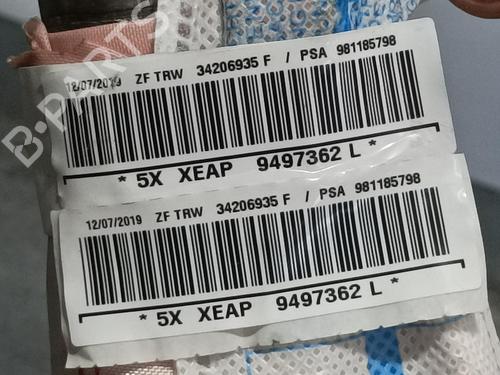 12/07/2019 ZF TRW 34206935 F / PSA 981185798
* 5X XEAP 9497362 L *
12/07/2019 ZF TRW 34206935 F / PSA 981185798
* 5X XEAP 9497362 L *
B-PARTS